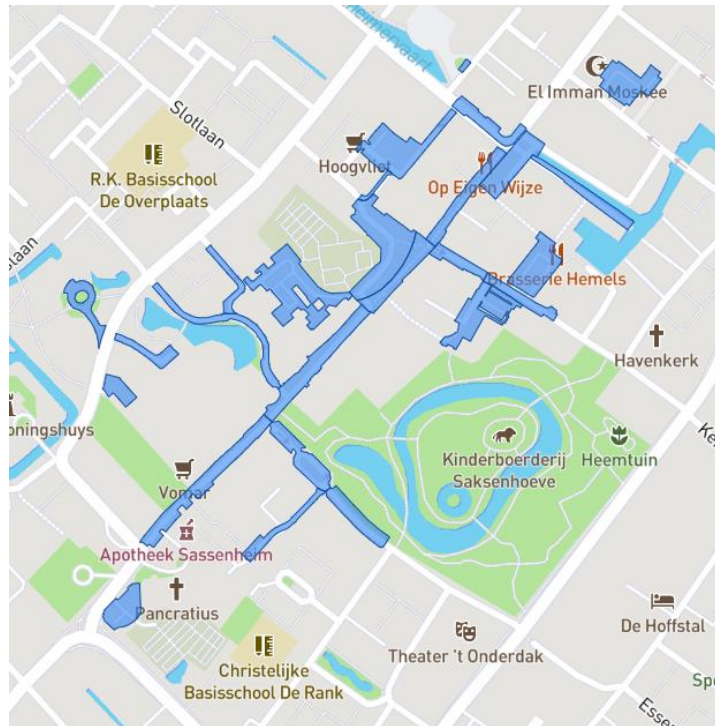 heimervaart
El Imman Moskee
Slotlaan
Hoogvliet
R.K. Basisschool
De Overplaats
Op Eigen Wijze
Brasserie Hemels
Havenkerk
oningshuys
Kinderboerderij
Saksenhoeve
Heemtuin
Vomar
Apotheek Sassenheim
Pancratius
De Hoffstal
Theater 't Onderdak
Christelijke
Basisschool De Rank